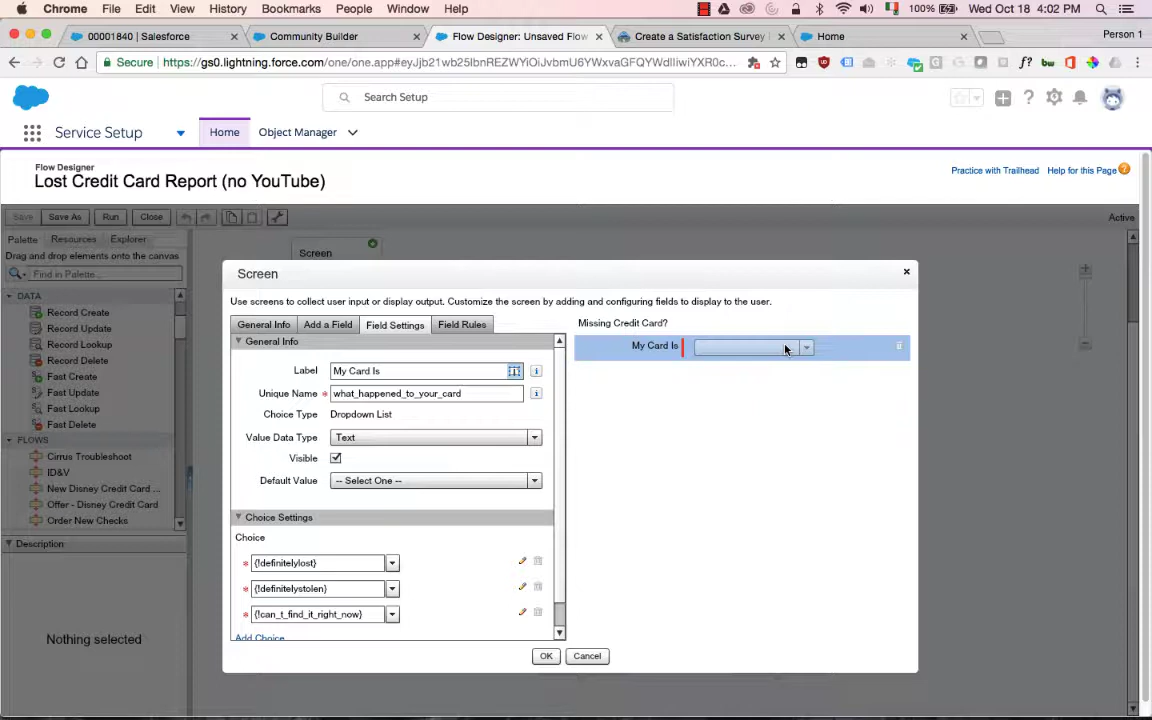 Chrome File Edit View History Bookmarks People Window Help 100% Wed Oct 18 4:02 PM
00001840 | Salesforce Community Builder Flow Designer: Unsaved Flow Create a Satisfaction Survey Home Person 1
Secure https://gs0.lightning.force.com/one/one.app#
Search Setup
Service Setup Home Object Manager
Flow Designer
Lost Credit Card Report (no YouTube)
Practice with Trailhead Help for this Page ?
Save Save As Run Close Active
Palette Resources Explorer
Drag and drop elements onto the canvas
Find in Palette...
DATA
Record Create
Record Update
Record Lookup
Record Delete
Fast Create
Fast Update
Fast Lookup
Fast Delete
FLOWS
Cirrus Troubleshoot
ID&V
New Disney Credit Card ...
Offer - Disney Credit Card
Order New Checks
Description
Nothing selected
Screen
Screen
Use screens to collect user input or display output. Customize the screen by adding and configuring fields to display to the user.
General Info Add a Field Field Settings Field Rules
General Info
Label My Card Is
Unique Name * what_happened_to_your_card
Choice Type Dropdown List
Value Data Type Text
Visible
Default Value -- Select One --
Choice Settings
Choice
* {!definitelylost}
* {!definitelystolen}
* {!can_t_find_it_right_now}
Add Choice
Missing Credit Card?
My Card Is
OK Cancel